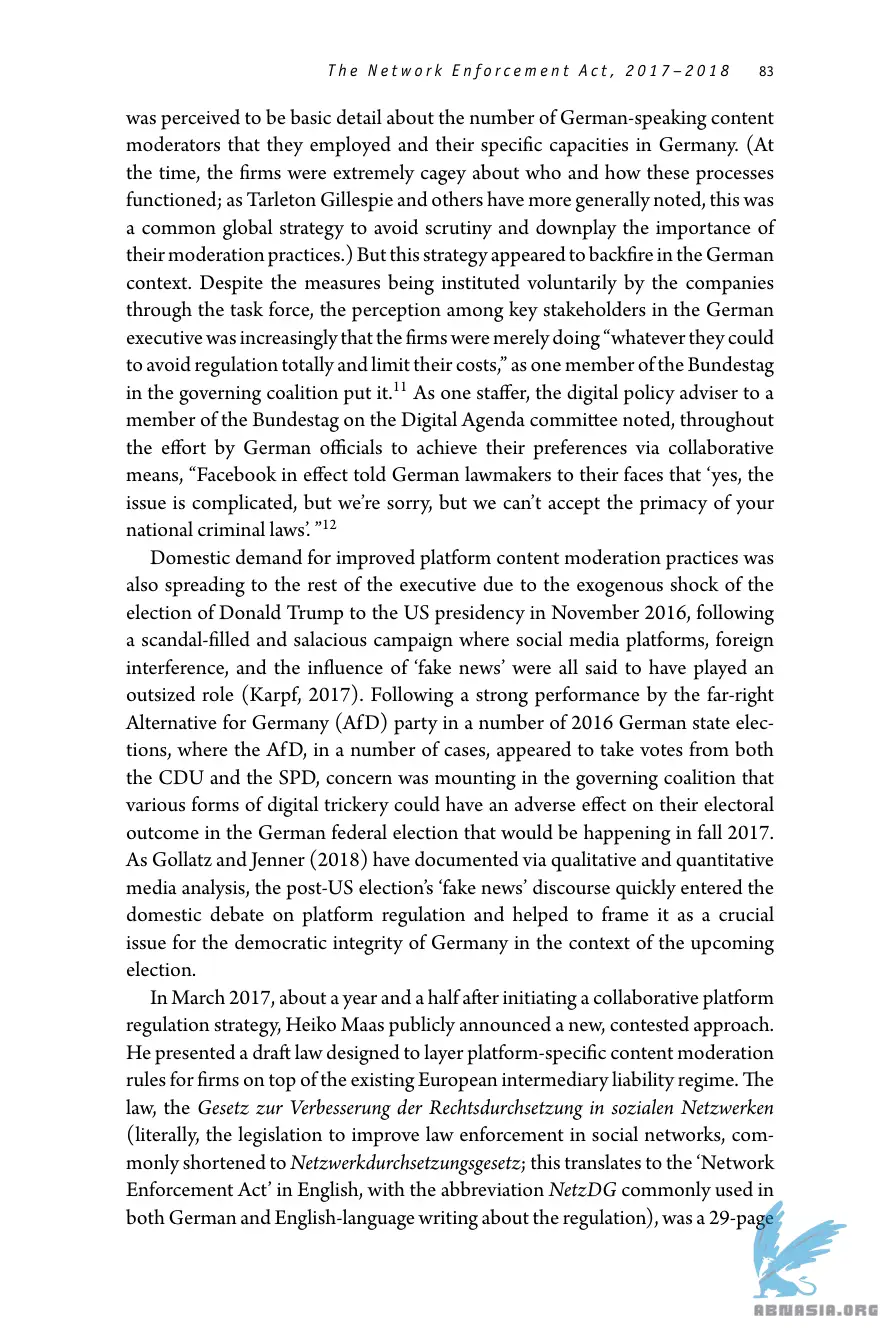 The Network Enforcement Act, 2017–2018 83
was perceived to be basic detail about the number of German-speaking content
moderators that they employed and their specific capacities in Germany. (At
the time, the firms were extremely cagey about who and how these processes
functioned; as Tarleton Gillespie and others have more generally noted, this was
a common global strategy to avoid scrutiny and downplay the importance of
their moderation practices.) But this strategy appeared to backfire in the German
context. Despite the measures being instituted voluntarily by the companies
through the task force, the perception among key stakeholders in the German
executive was increasingly that the firms were merely doing “whatever they could
to avoid regulation totally and limit their costs,” as one member of the Bundestag
in the governing coalition put it.11 As one staffer, the digital policy adviser to a
member of the Bundestag on the Digital Agenda committee noted, throughout
the effort by German officials to achieve their preferences via collaborative
means, “Facebook in effect told German lawmakers to their faces that ‘yes, the
issue is complicated, but we’re sorry, but we can’t accept the primacy of your
national criminal laws’. ”12
Domestic demand for improved platform content moderation practices was
also spreading to the rest of the executive due to the exogenous shock of the
election of Donald Trump to the US presidency in November 2016, following
a scandal-filled and salacious campaign where social media platforms, foreign
interference, and the influence of ‘fake news’ were all said to have played an
outsized role (Karpf, 2017). Following a strong performance by the far-right
Alternative for Germany (AfD) party in a number of 2016 German state elec-
tions, where the AfD, in a number of cases, appeared to take votes from both
the CDU and the SPD, concern was mounting in the governing coalition that
various forms of digital trickery could have an adverse effect on their electoral
outcome in the German federal election that would be happening in fall 2017.
As Gollatz and Jenner (2018) have documented via qualitative and quantitative
media analysis, the post-US election’s ‘fake news’ discourse quickly entered the
domestic debate on platform regulation and helped to frame it as a crucial
issue for the democratic integrity of Germany in the context of the upcoming
election.
In March 2017, about a year and a half after initiating a collaborative platform
regulation strategy, Heiko Maas publicly announced a new, contested approach.
He presented a draft law designed to layer platform-specific content moderation
rules for firms on top of the existing European intermediary liability regime. The
law, the Gesetz zur Verbesserung der Rechtsdurchsetzung in sozialen Netzwerken
(literally, the legislation to improve law enforcement in social networks, com-
monly shortened to Netzwerkdurchsetzungsgesetz; this translates to the ‘Network
Enforcement Act’ in English, with the abbreviation NetzDG commonly used in
both German and English-language writing about the regulation), was a 29-page
ABNASIA.ORG